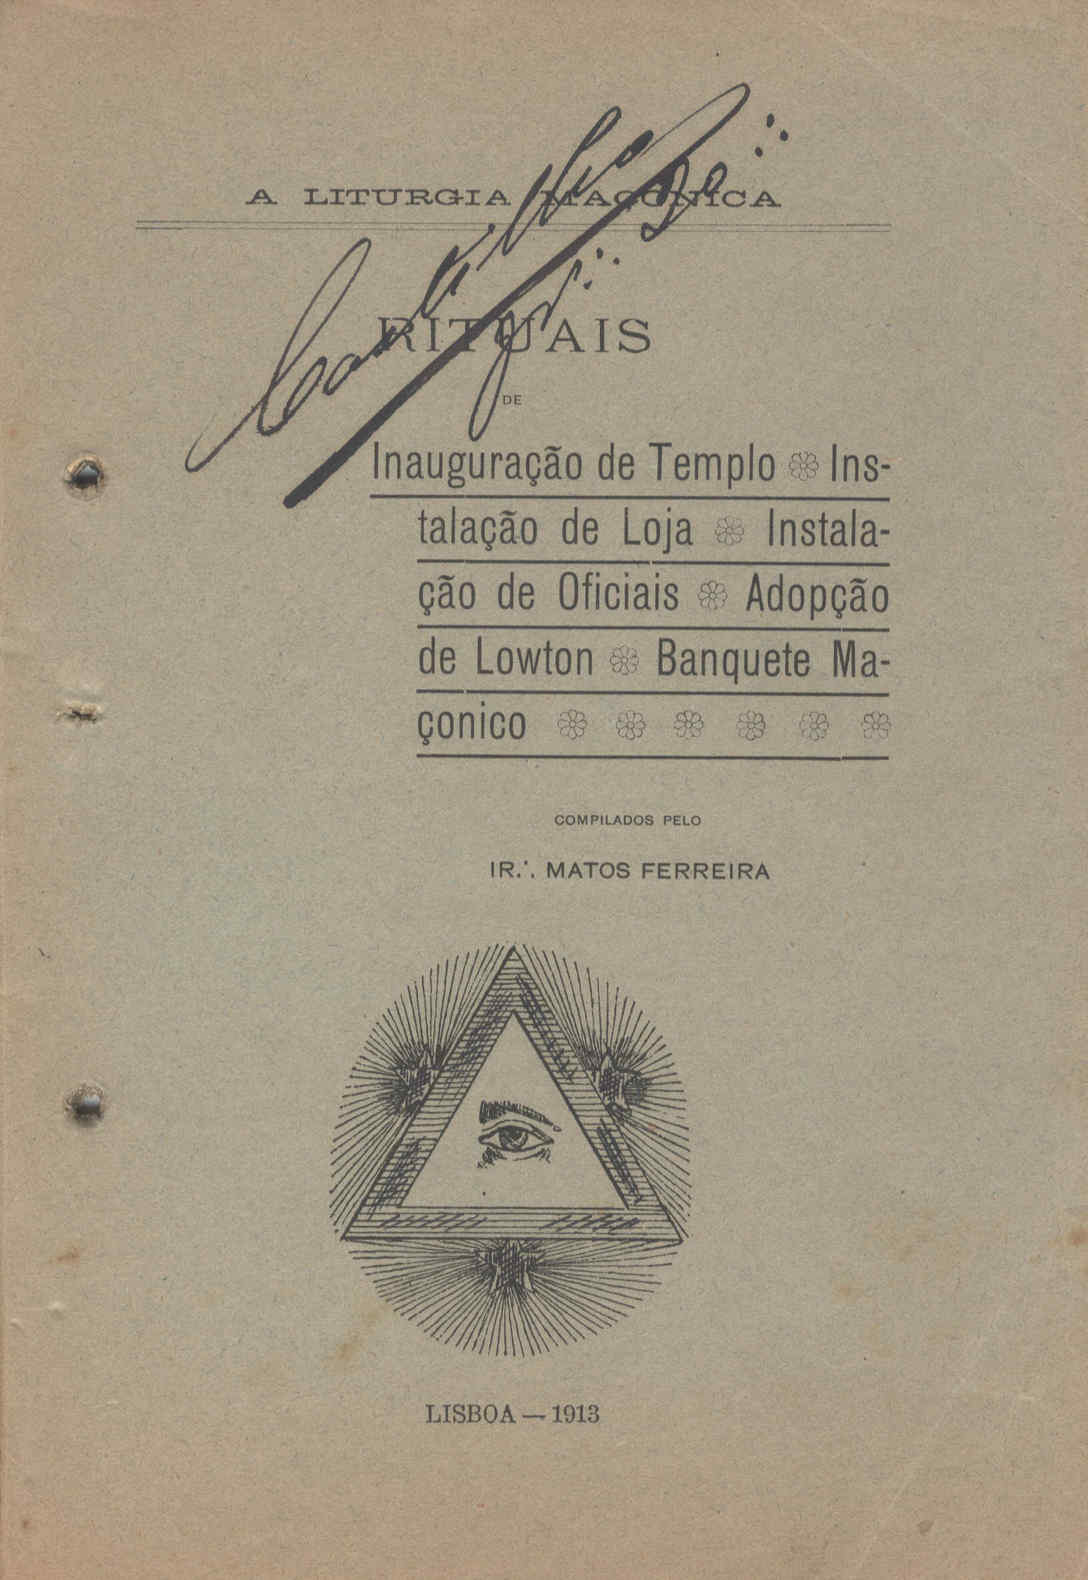 A LITURGIA MAÇONICA
RITUAIS
DE
Inauguração de Templo Ins-
talação de Loja Instala-
ção de Oficiais Adopção
de Lowton Banquete Ma-
çonico
COMPILADOS PELO
IR.∴ MATOS FERREIRA
LISBOA — 1913